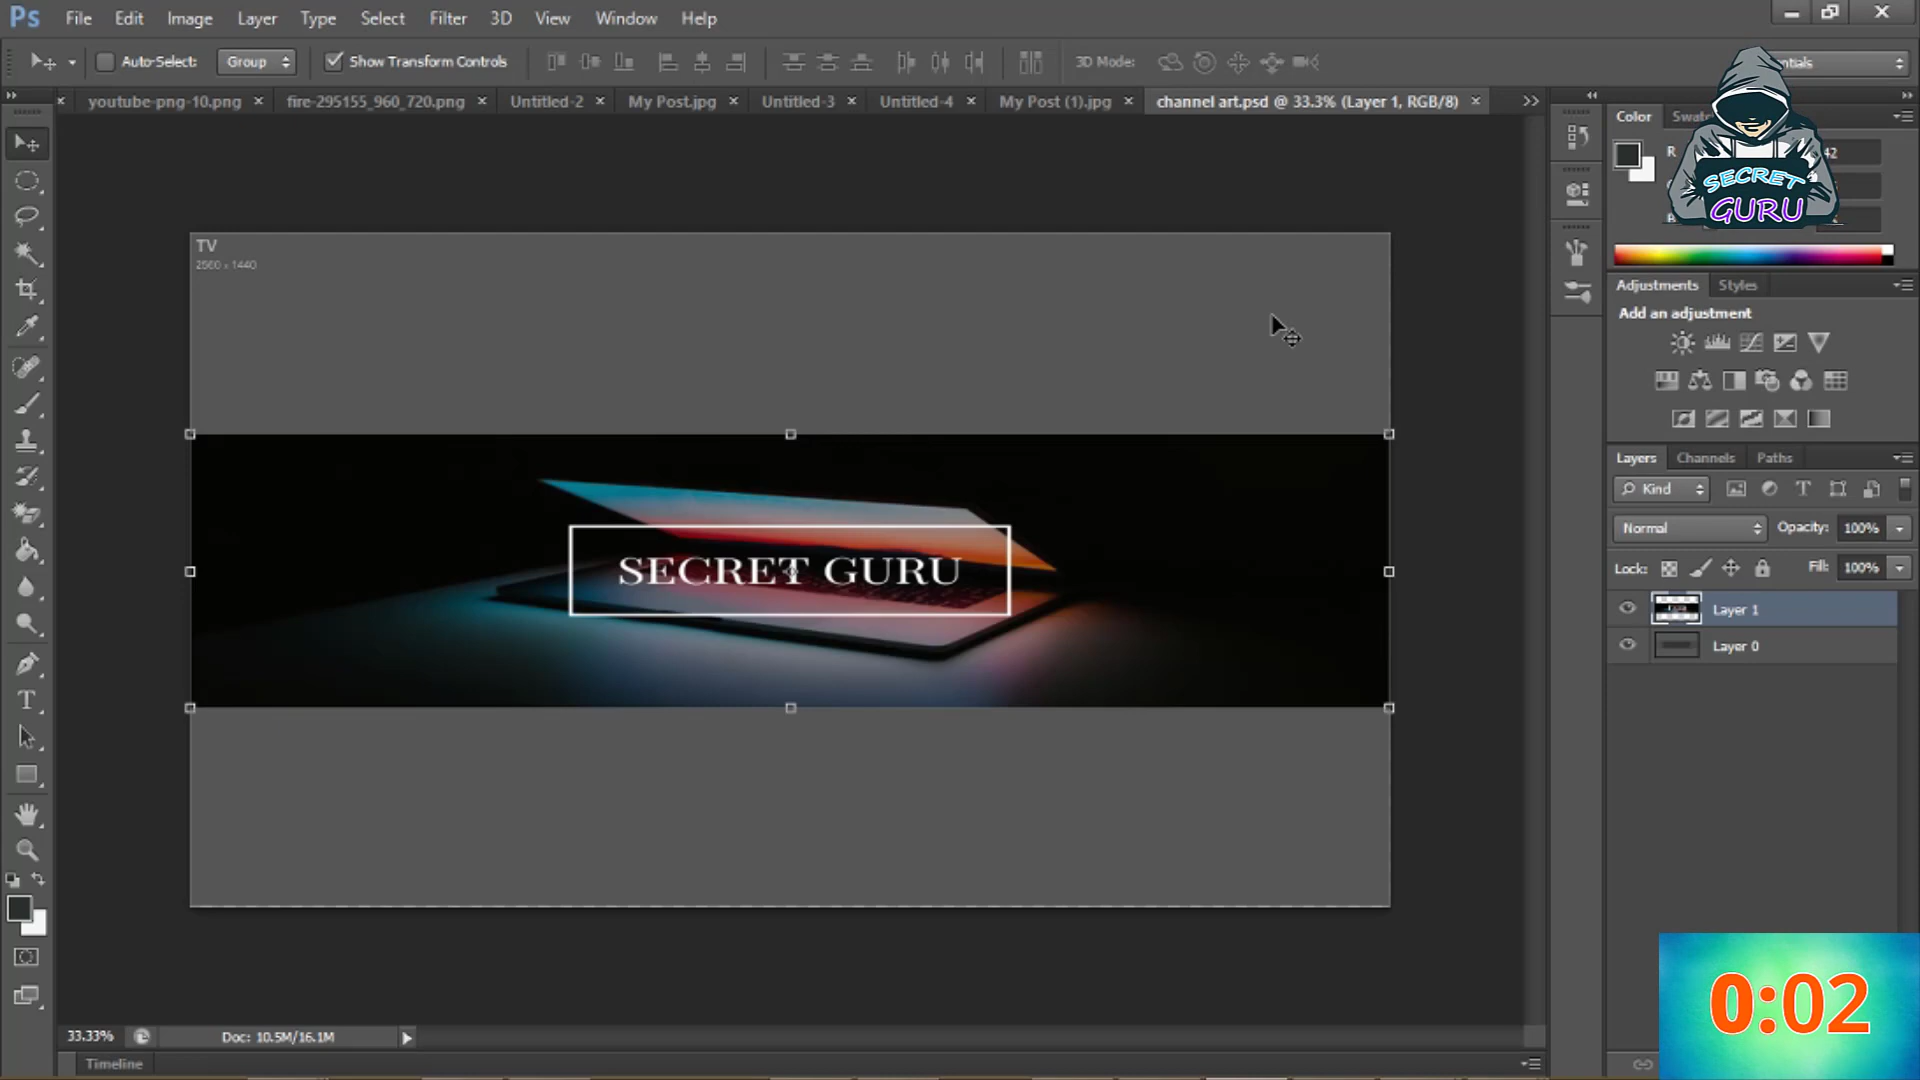 Ps File Edit Image Layer Type Select Filter 3D View Window Help
Auto-Select: Group Show Transform Controls 3D Mode:
youtube-png-10.png fire-295155_960_720.png Untitled-2 My Post.jpg Untitled-3 Untitled-4 My Post (1).jpg channel art.psd @ 33.3% (Layer 1, RGB/8)
Color
R 42
SECRET
GURU
TV
2560 x 1440
Adjustments Styles
Add an adjustment
Layers Channels Paths
Kind
Normal Opacity: 100%
Lock: Fill: 100%
SECRET GURU
Layer 1
Layer 0
33.33% Doc: 10.5M/16.1M
Timeline
0:02